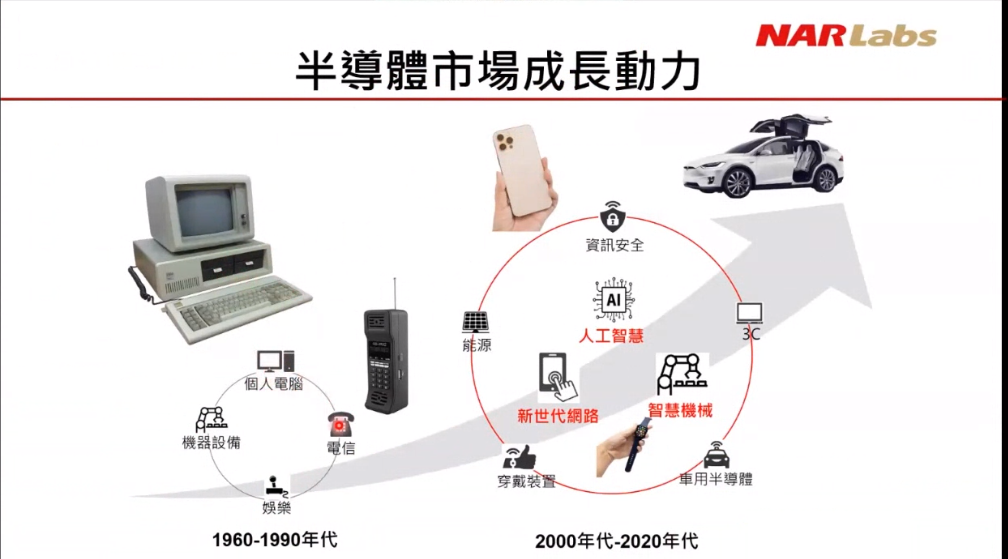 NARLabs
半導體市場成長動力
資訊安全
AI
人工智慧
能源
3C
新世代網路
智慧機械
穿戴裝置
車用半導體
個人電腦
機器設備
電信
娛樂
1960-1990年代
2000年代-2020年代